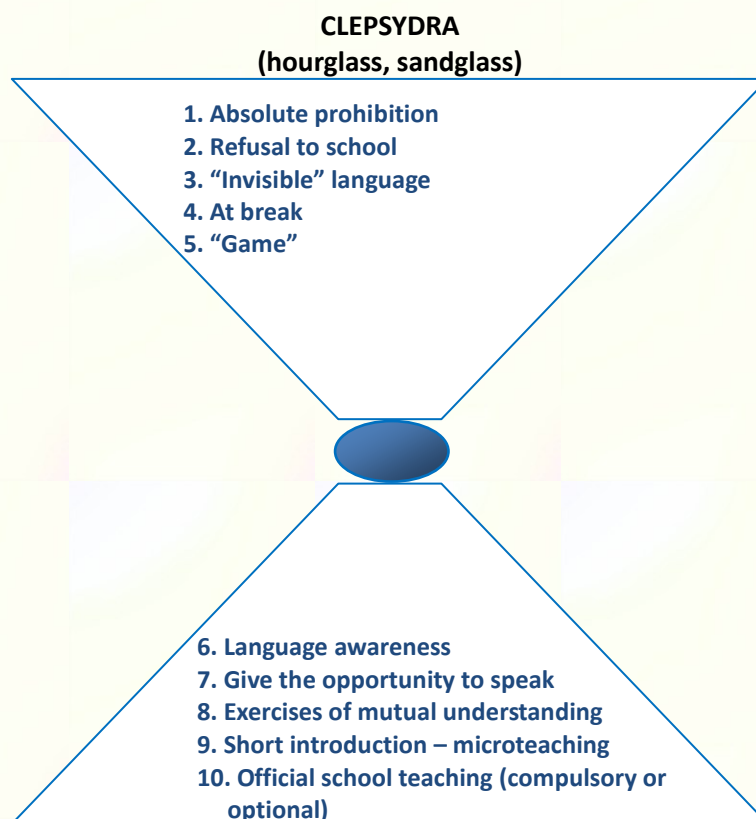 CLEPSYDRA
(hourglass, sandglass)
1. Absolute prohibition
2. Refusal to school
3. “Invisible” language
4. At break
5. “Game”
6. Language awareness
7. Give the opportunity to speak
8. Exercises of mutual understanding
9. Short introduction – microteaching
10. Official school teaching (compulsory or
optional)